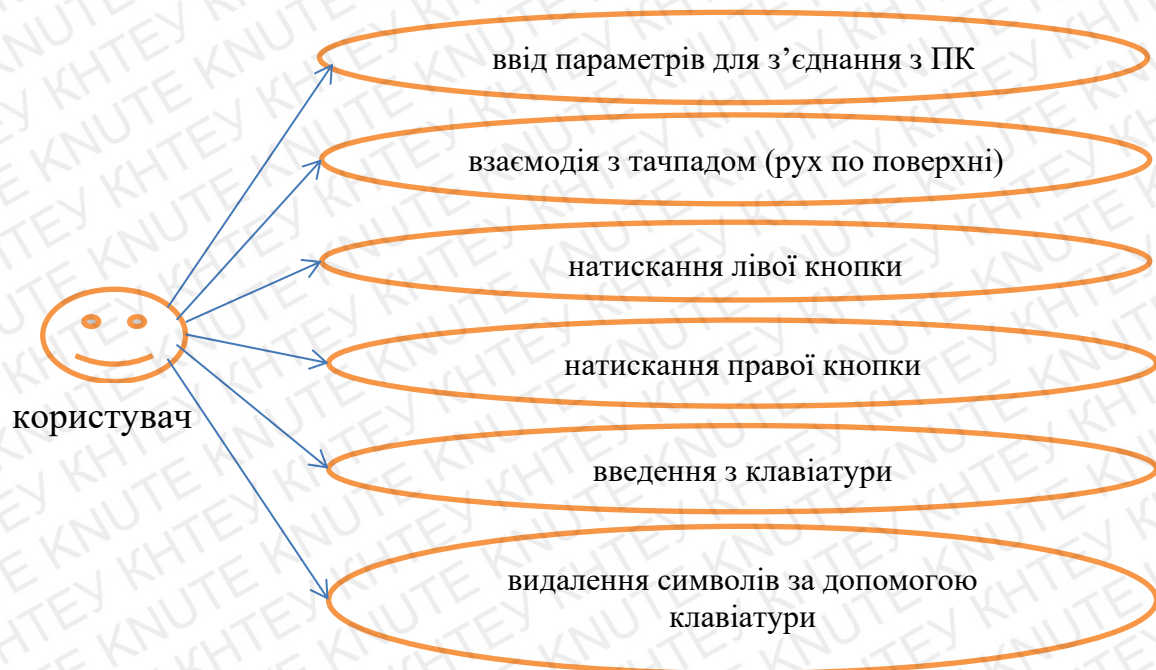 ввід параметрів для з’єднання з ПК
взаємодія з тачпадом (рух по поверхні)
натискання лівої кнопки
натискання правої кнопки
користувач
введення з клавіатури
видалення символів за допомогою
клавіатури